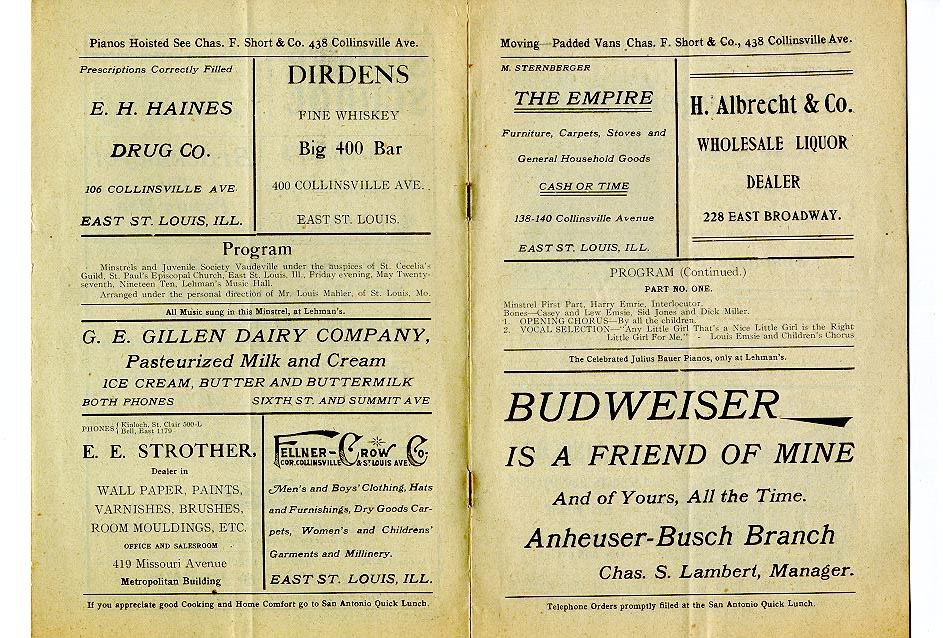 Pianos Hoisted See Chas. F. Short & Co. 438 Collinsville Ave.
Prescriptions Correctly Filled
E. H. HAINES
DRUG CO.
106 COLLINSVILLE AVE.
EAST ST. LOUIS, ILL.
DIRDENS
FINE WHISKEY
Big 400 Bar
400 COLLINSVILLE AVE.
EAST ST. LOUIS.
Program
Minstrels and Juvenile Society Vaudeville under the auspices of St. Cecelia's
Guild, St. Paul's Episcopal Church, East St. Louis, Ill., Friday evening, May Twenty-
seventh, Nineteen Ten, Lehman's Music Hall.
Arranged under the personal direction of Mr. Louis Mahler, of St. Louis, Mo.
All Music sung in this Minstrel, at Lehman's.
G. E. GILLEN DAIRY COMPANY,
Pasteurized Milk and Cream
ICE CREAM, BUTTER AND BUTTERMILK
BOTH PHONES SIXTH ST. AND SUMMIT AVE
PHONES { Kinloch, St. Clair 500-L
Bell, East 1179
E. E. STROTHER,
Dealer in
WALL PAPER, PAINTS,
VARNISHES, BRUSHES,
ROOM MOULDINGS, ETC.
OFFICE AND SALESROOM
419 Missouri Avenue
Metropolitan Building
FELLNER-CROW CO.
COR. COLLINSVILLE & ST LOUIS AVE
Men's and Boys' Clothing, Hats
and Furnishings, Dry Goods Car-
pets, Women's and Childrens'
Garments and Millinery.
EAST ST. LOUIS, ILL.
If you appreciate good Cooking and Home Comfort go to San Antonio Quick Lunch.
Moving—Padded Vans Chas. F. Short & Co., 438 Collinsville Ave.
M. STERNBERGER
THE EMPIRE
Furniture, Carpets, Stoves and
General Household Goods
CASH OR TIME
138-140 Collinsville Avenue
EAST ST. LOUIS, ILL.
H. Albrecht & Co.
WHOLESALE LIQUOR
DEALER
228 EAST BROADWAY.
PROGRAM (Continued.)
PART NO. ONE.
Minstrel First Part, Harry Emrie, Interlocutor.
Bones—Casey and Lew Emsie, Sid Jones and Dick Miller.
1. OPENING CHORUS—By all the children.
2. VOCAL SELECTION—"Any Little Girl That's a Nice Little Girl is the Right
Little Girl For Me," - Louis Emsie and Children's Chorus
The Celebrated Julius Bauer Pianos, only at Lehman's.
BUDWEISER
IS A FRIEND OF MINE
And of Yours, All the Time.
Anheuser-Busch Branch
Chas. S. Lambert, Manager.
Telephone Orders promptly filled at the San Antonio Quick Lunch.